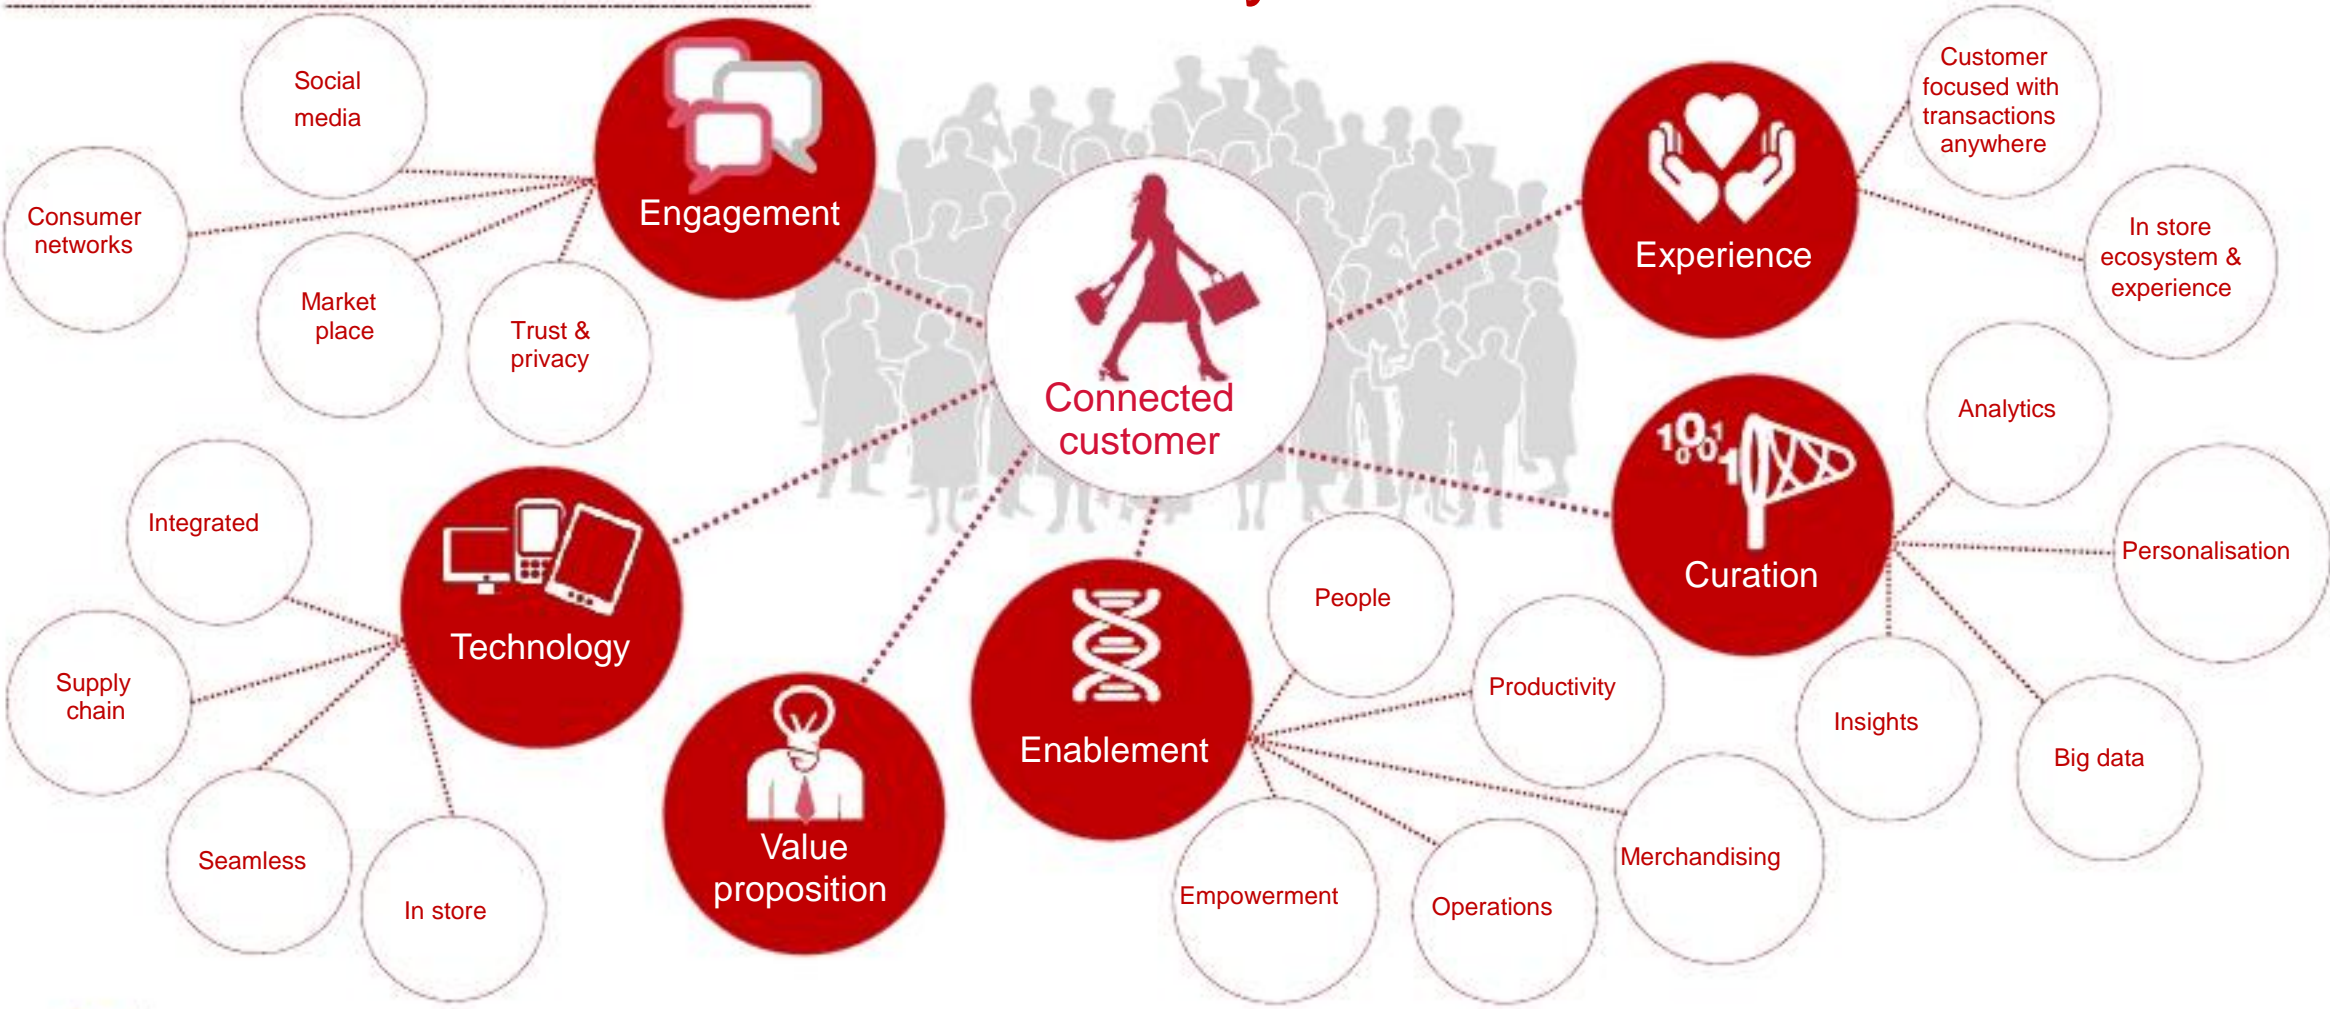 Social
media
Consumer
networks
Market
place
Trust &
privacy
Engagement
Connected
customer
Experience
Customer
focused with
transactions
anywhere
In store
ecosystem &
experience
Integrated
Supply
chain
Seamless
In store
Technology
Value
proposition
Enablement
People
Productivity
Merchandising
Operations
Empowerment
101
001
Curation
Analytics
Personalisation
Insights
Big data